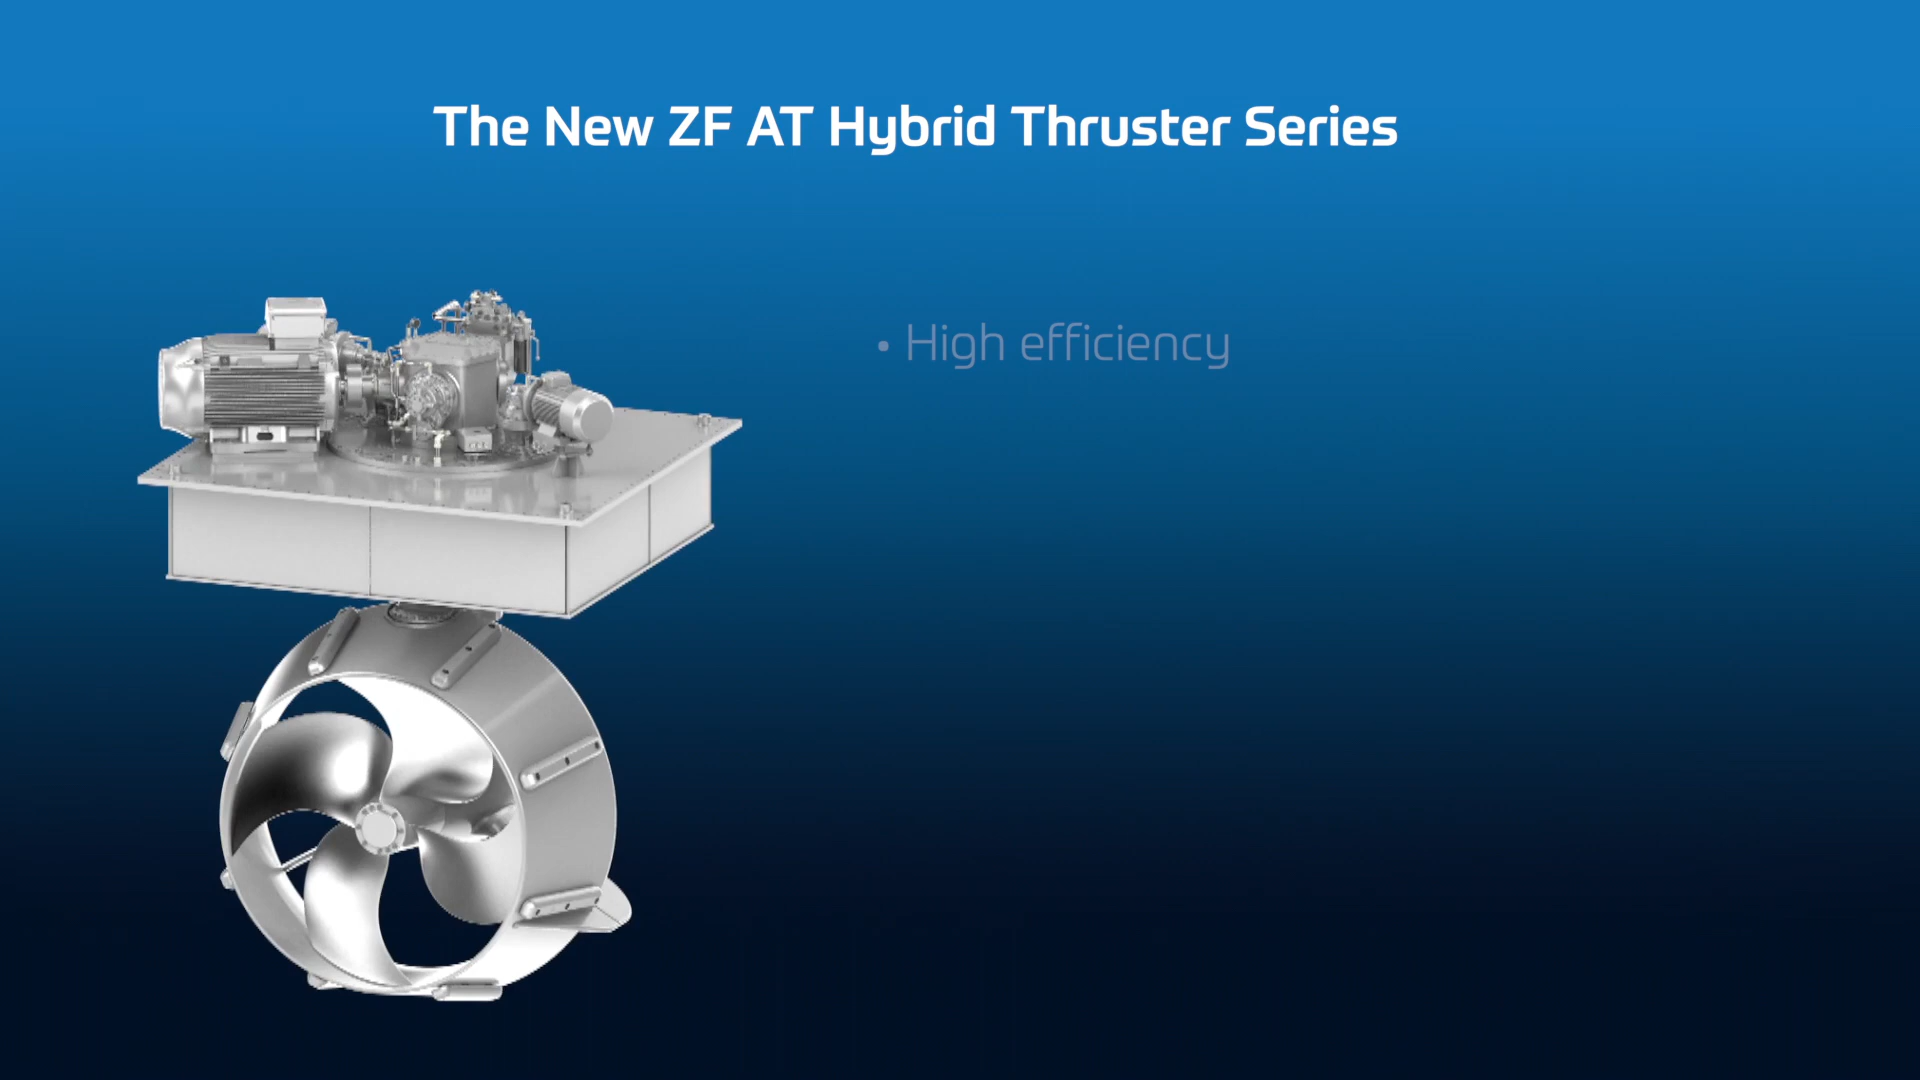 The New ZF AT Hybrid Thruster Series
• High efficiency